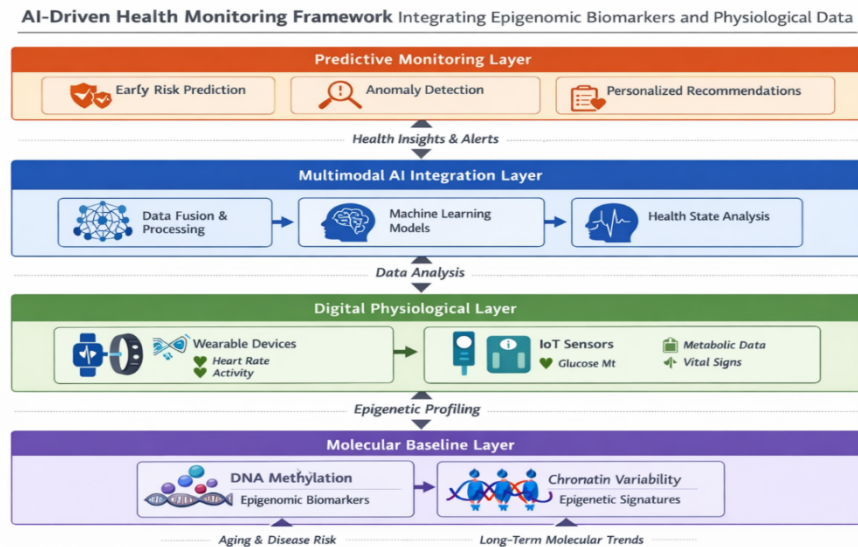 AI-Driven Health Monitoring Framework Integrating Epigenomic Biomarkers and Physiological Data
Predictive Monitoring Layer
Early Risk Prediction
Anomaly Detection
Personalized Recommendations
Health Insights & Alerts
Multimodal AI Integration Layer
Data Fusion &
Processing
Machine Learning
Models
Health State Analysis
Data Analysis
Digital Physiological Layer
Wearable Devices
Heart Rate
Activity
IoT Sensors
Glucose Mt
Metabolic Data
Vital Signs
Epigenetic Profiling
Molecular Baseline Layer
DNA Methylation
Epigenomic Biomarkers
Chronatin Variability
Epigenetic Signatures
Aging & Disease Risk
Long-Term Molecular Trends